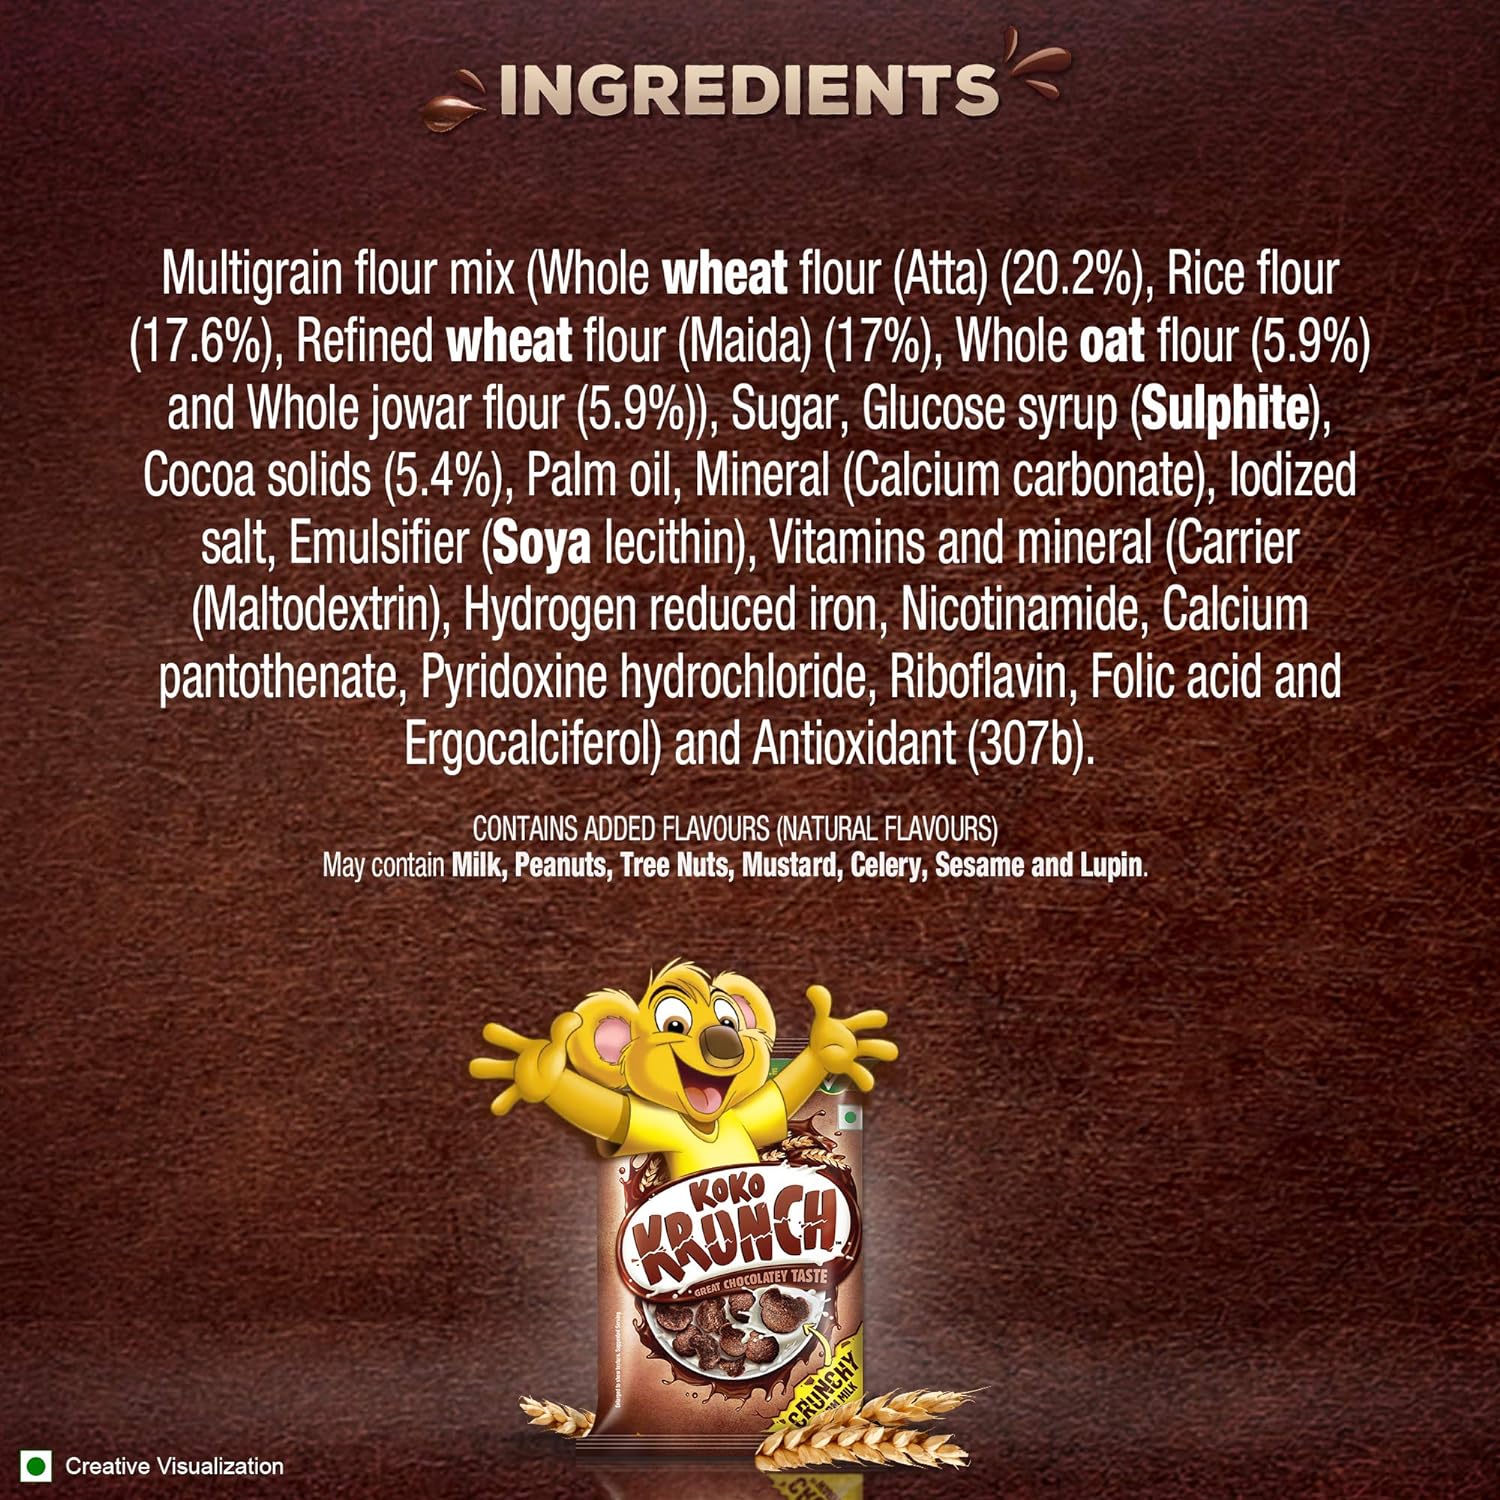 INGREDIENTS
Multigrain flour mix (Whole wheat flour (Atta) (20.2%), Rice flour
(17.6%), Refined wheat flour (Maida) (17%), Whole oat flour (5.9%)
and Whole jowar flour (5.9%)), Sugar, Glucose syrup (Sulphite),
Cocoa solids (5.4%), Palm oil, Mineral (Calcium carbonate), Iodized
salt, Emulsifier (Soya lecithin), Vitamins and mineral (Carrier
(Maltodextrin), Hydrogen reduced iron, Nicotinamide, Calcium
pantothenate, Pyridoxine hydrochloride, Riboflavin, Folic acid and
Ergocalciferol) and Antioxidant (307b).
CONTAINS ADDED FLAVOURS (NATURAL FLAVOURS)
May contain Milk, Peanuts, Tree Nuts, Mustard, Celery, Sesame and Lupin.
KOKO
KRUNCH
GREAT CHOCOLATEY TASTE
CRUNCHY
MILK
Creative Visualization